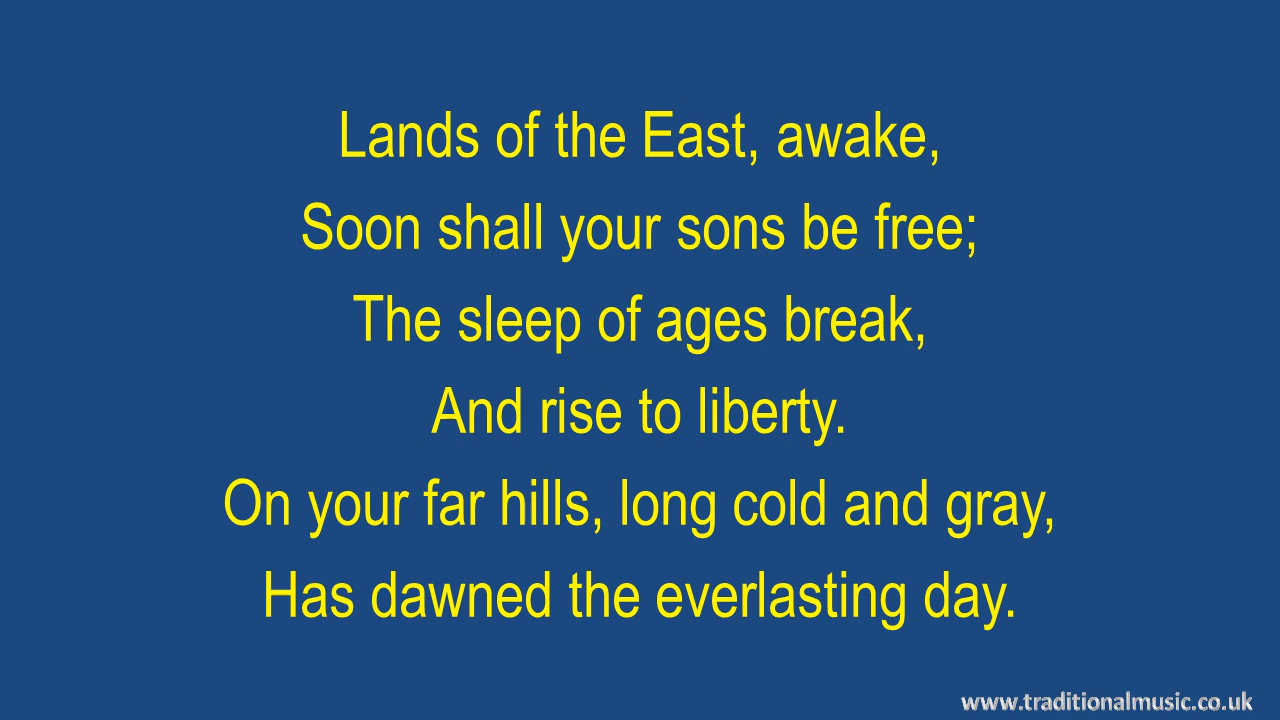 Lands of the East, awake,
Soon shall your sons be free;
The sleep of ages break,
And rise to liberty.
On your far hills, long cold and gray,
Has dawned the everlasting day.
www.traditionalmusic.co.uk